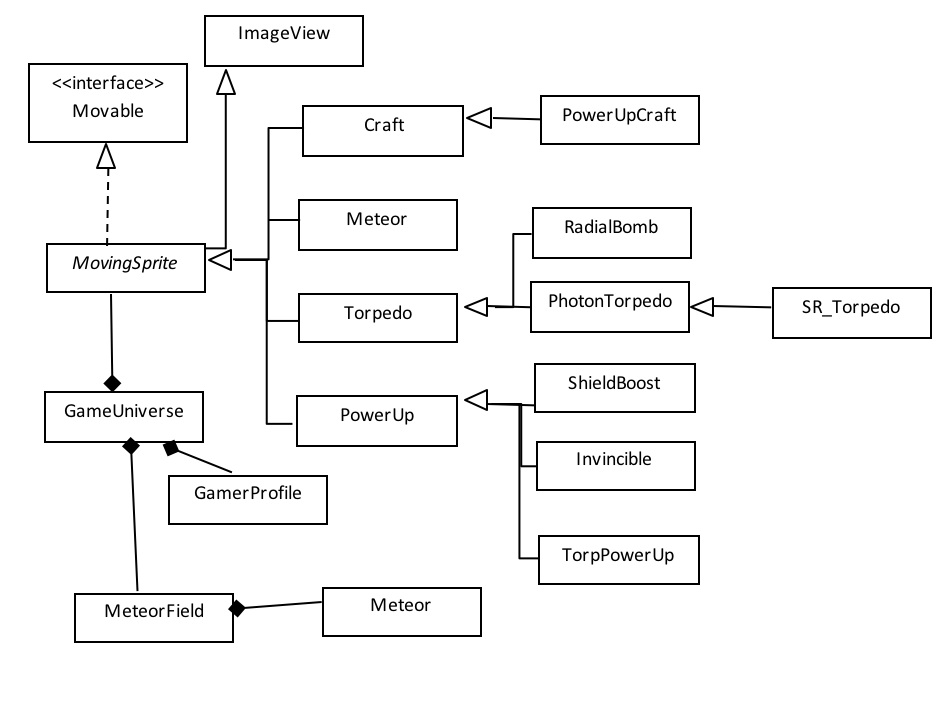 ImageView
<<interface>>
Movable
Craft
PowerUpCraft
Meteor
RadialBomb
MovingSprite
Torpedo
PhotonTorpedo
SR_Torpedo
ShieldBoost
GameUniverse
PowerUp
Invincible
GamerProfile
TorpPowerUp
MeteorField
Meteor